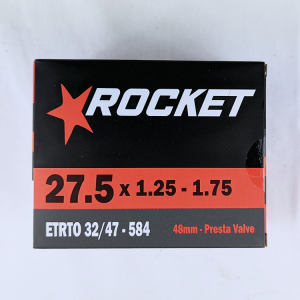 ROCKET
27.5 x 1.25 - 1.75
ETRTO 32/47 - 584
48mm - Presta Valve